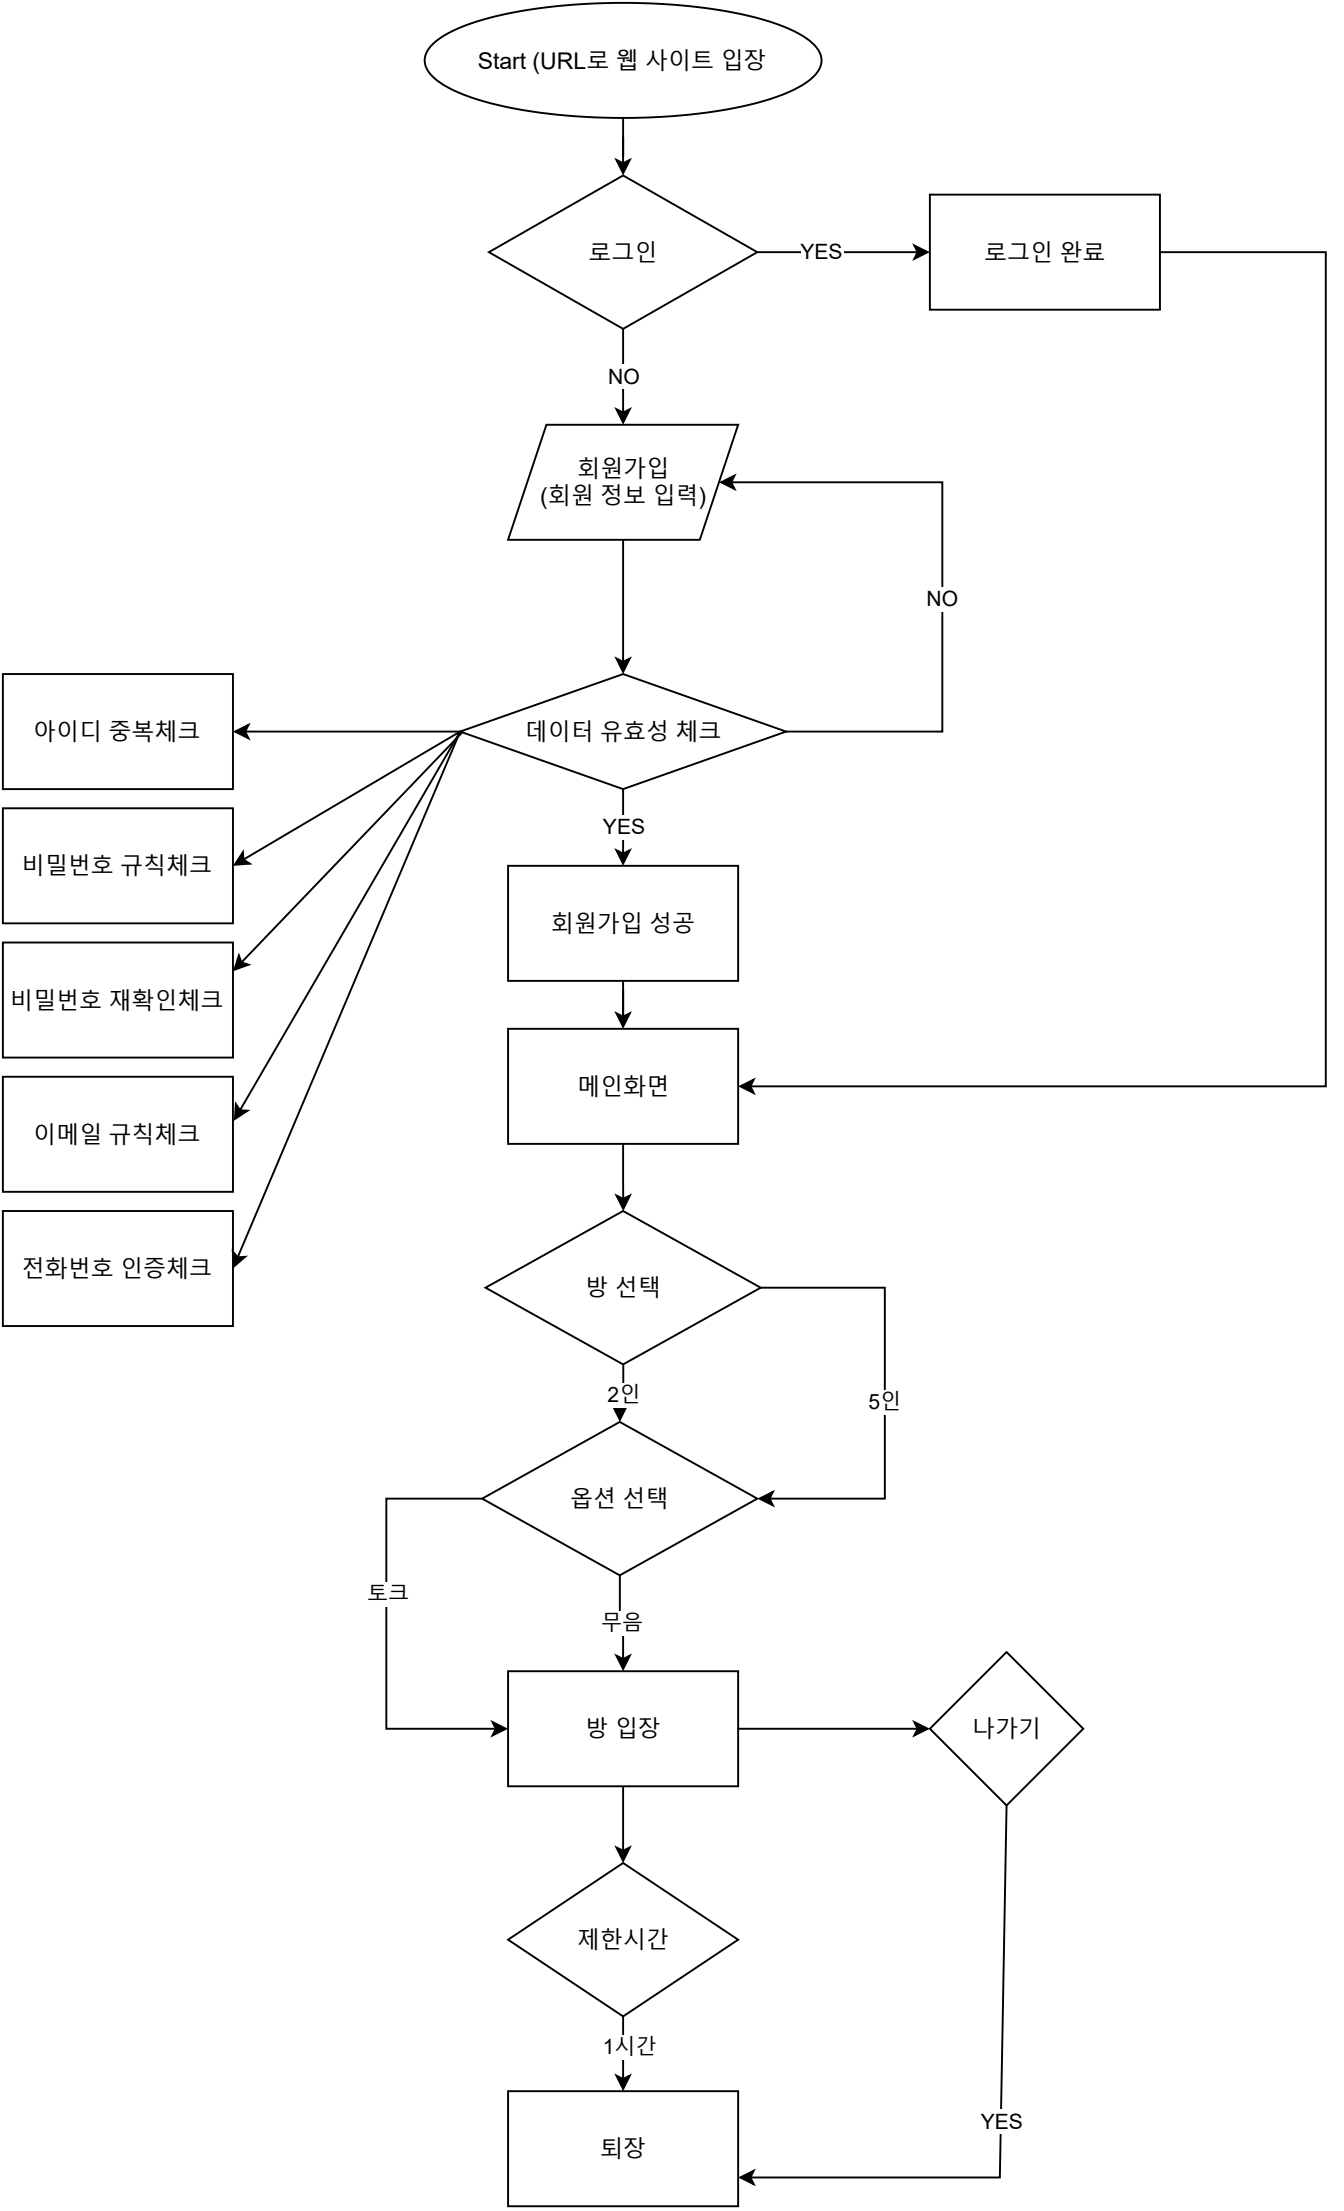 Start (URL로 웹 사이트 입장
로그인
YES
로그인 완료
NO
회원가입
(회원 정보 입력)
NO
데이터 유효성 체크
아이디 중복체크
비밀번호 규칙체크
비밀번호 재확인체크
이메일 규칙체크
전화번호 인증체크
YES
회원가입 성공
메인화면
방 선택
2인
5인
옵션 선택
토크
무음
방 입장
나가기
제한시간
1시간
YES
퇴장